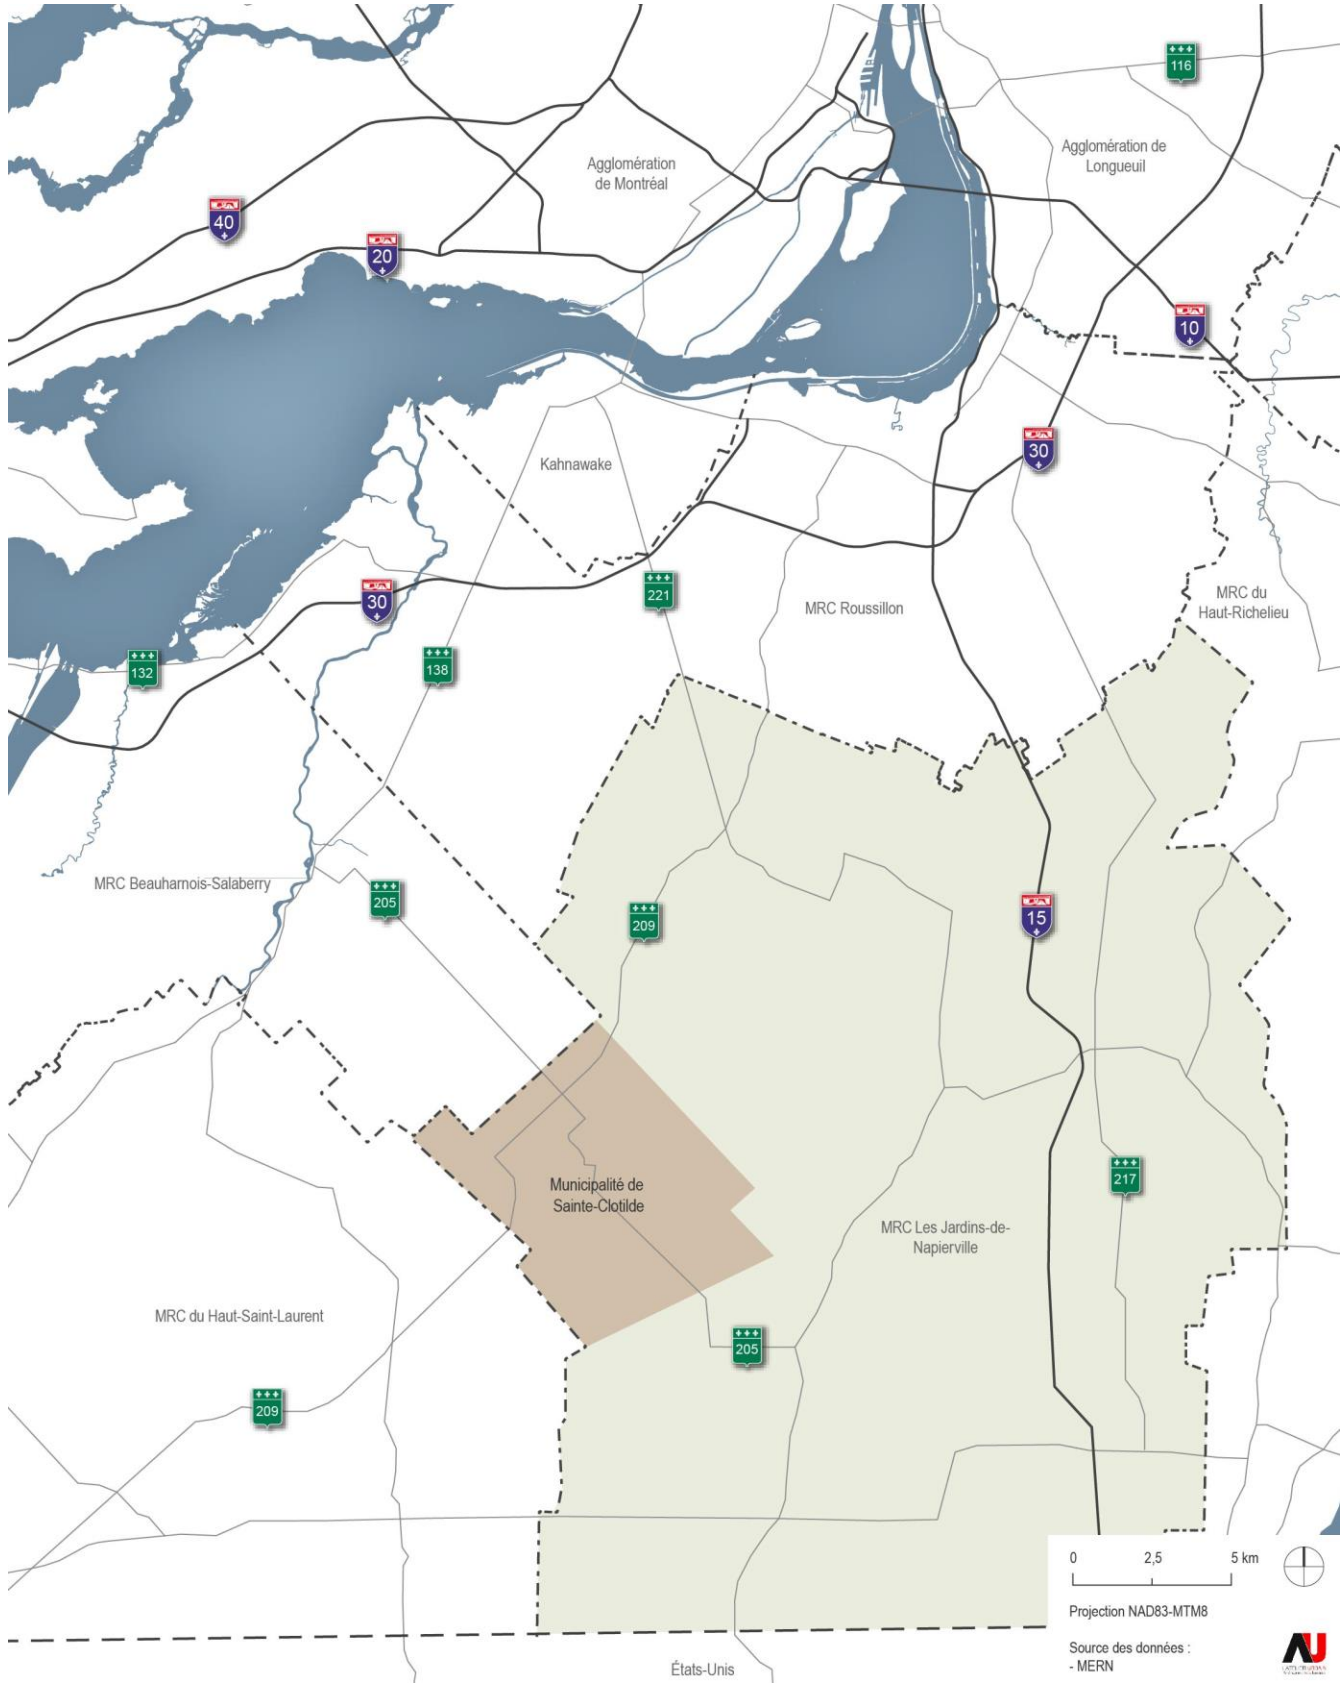 116
Agglomération de
Longueuil
Agglomération
de Montréal
40
20
10
30
Kahnawake
221
30
MRC Roussillon
MRC du
Haut-Richelieu
132
138
MRC Beauharnois-Salaberry
205
209
15
217
Municipalité de
Sainte-Clotilde
MRC Les Jardins-de-
Napierville
MRC du Haut-Saint-Laurent
205
209
0 2,5 5 km
Projection NAD83-MTM8
Source des données :
- MERN
États-Unis
AU